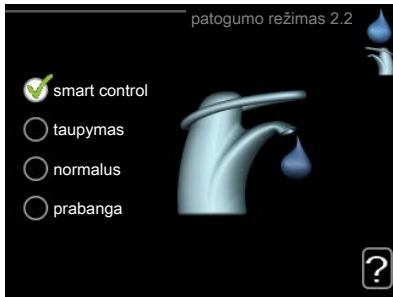 patogumo režimas 2.2
smart control
taupymas
normalus
prabanga
?